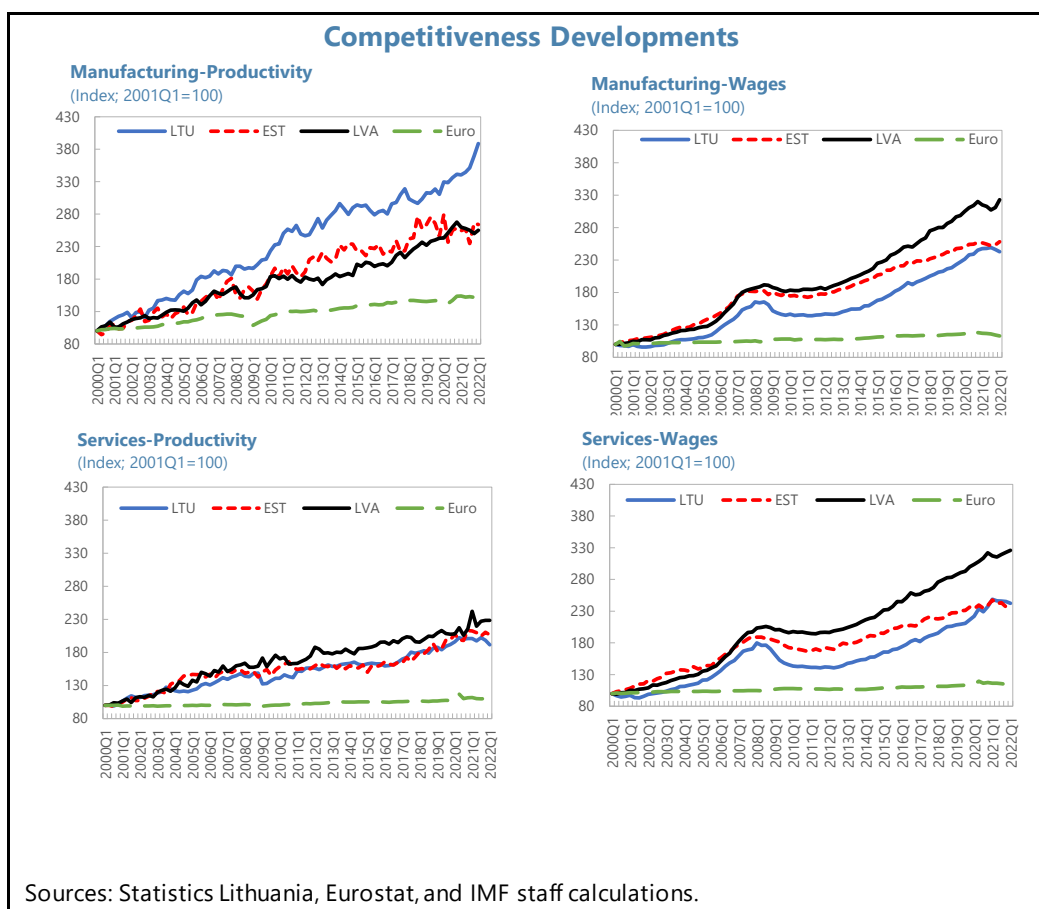 Competitiveness Developments
Manufacturing-Productivity
(Index; 2001Q1=100)
LTU EST LVA Euro
430
380
330
280
230
180
130
80
2000Q1
2001Q1
2002Q1
2003Q1
2004Q1
2005Q1
2006Q1
2007Q1
2008Q1
2009Q1
2010Q1
2011Q1
2012Q1
2013Q1
2014Q1
2015Q1
2016Q1
2017Q1
2018Q1
2019Q1
2020Q1
2021Q1
2022Q1
Manufacturing-Wages
(Index; 2001Q1=100)
LTU EST LVA Euro
430
380
330
280
230
180
130
80
2000Q1
2001Q1
2002Q1
2003Q1
2004Q1
2005Q1
2006Q1
2007Q1
2008Q1
2009Q1
2010Q1
2011Q1
2012Q1
2013Q1
2014Q1
2015Q1
2016Q1
2017Q1
2018Q1
2019Q1
2020Q1
2021Q1
2022Q1
Services-Productivity
(Index; 2001Q1=100)
LTU EST LVA Euro
430
380
330
280
230
180
130
80
2000Q1
2001Q1
2002Q1
2003Q1
2004Q1
2005Q1
2006Q1
2007Q1
2008Q1
2009Q1
2010Q1
2011Q1
2012Q1
2013Q1
2014Q1
2015Q1
2016Q1
2017Q1
2018Q1
2019Q1
2020Q1
2021Q1
2022Q1
Services-Wages
(Index; 2001Q1=100)
LTU EST LVA Euro
430
380
330
280
230
180
130
80
2000Q1
2001Q1
2002Q1
2003Q1
2004Q1
2005Q1
2006Q1
2007Q1
2008Q1
2009Q1
2010Q1
2011Q1
2012Q1
2013Q1
2014Q1
2015Q1
2016Q1
2017Q1
2018Q1
2019Q1
2020Q1
2021Q1
2022Q1
Sources: Statistics Lithuania, Eurostat, and IMF staff calculations.